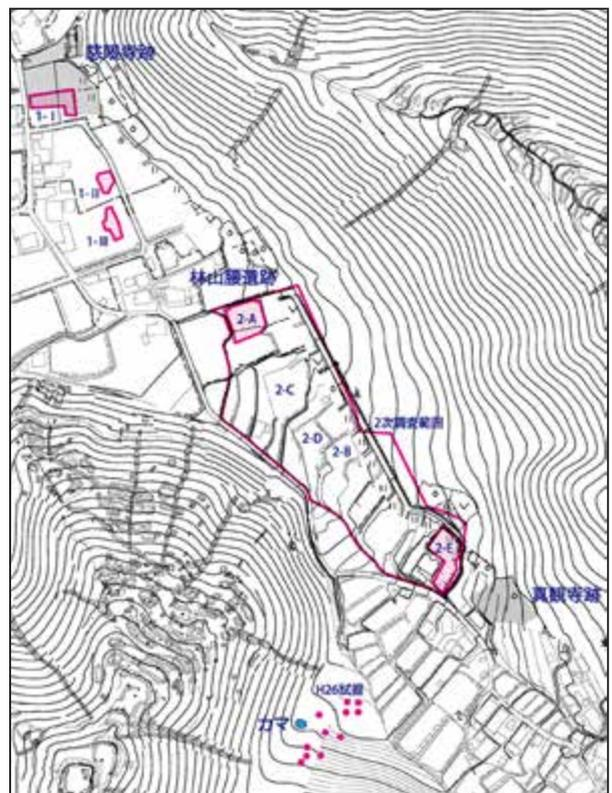 慈恩寺跡
1-I
1-II
1-III
林山腰遺跡
2-A
2-C
2次調査範囲
2-D
2-B
2-E
真観寺跡
H26試掘
カマ